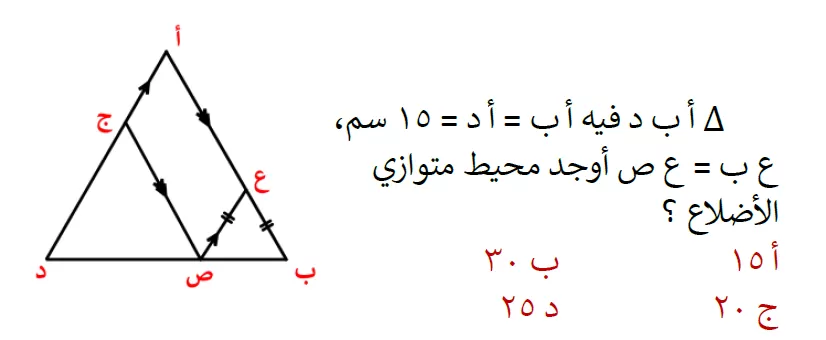 أ
ج
ع
د
ص
ب
Δ أ ب د فيه أ ب = أ د = ١٥ سم،
ع ب = ع ص أوجد محيط متوازي
الأضلاع ؟
أ ١٥ ب ٣٠
ج ٢٠ د ٢٥